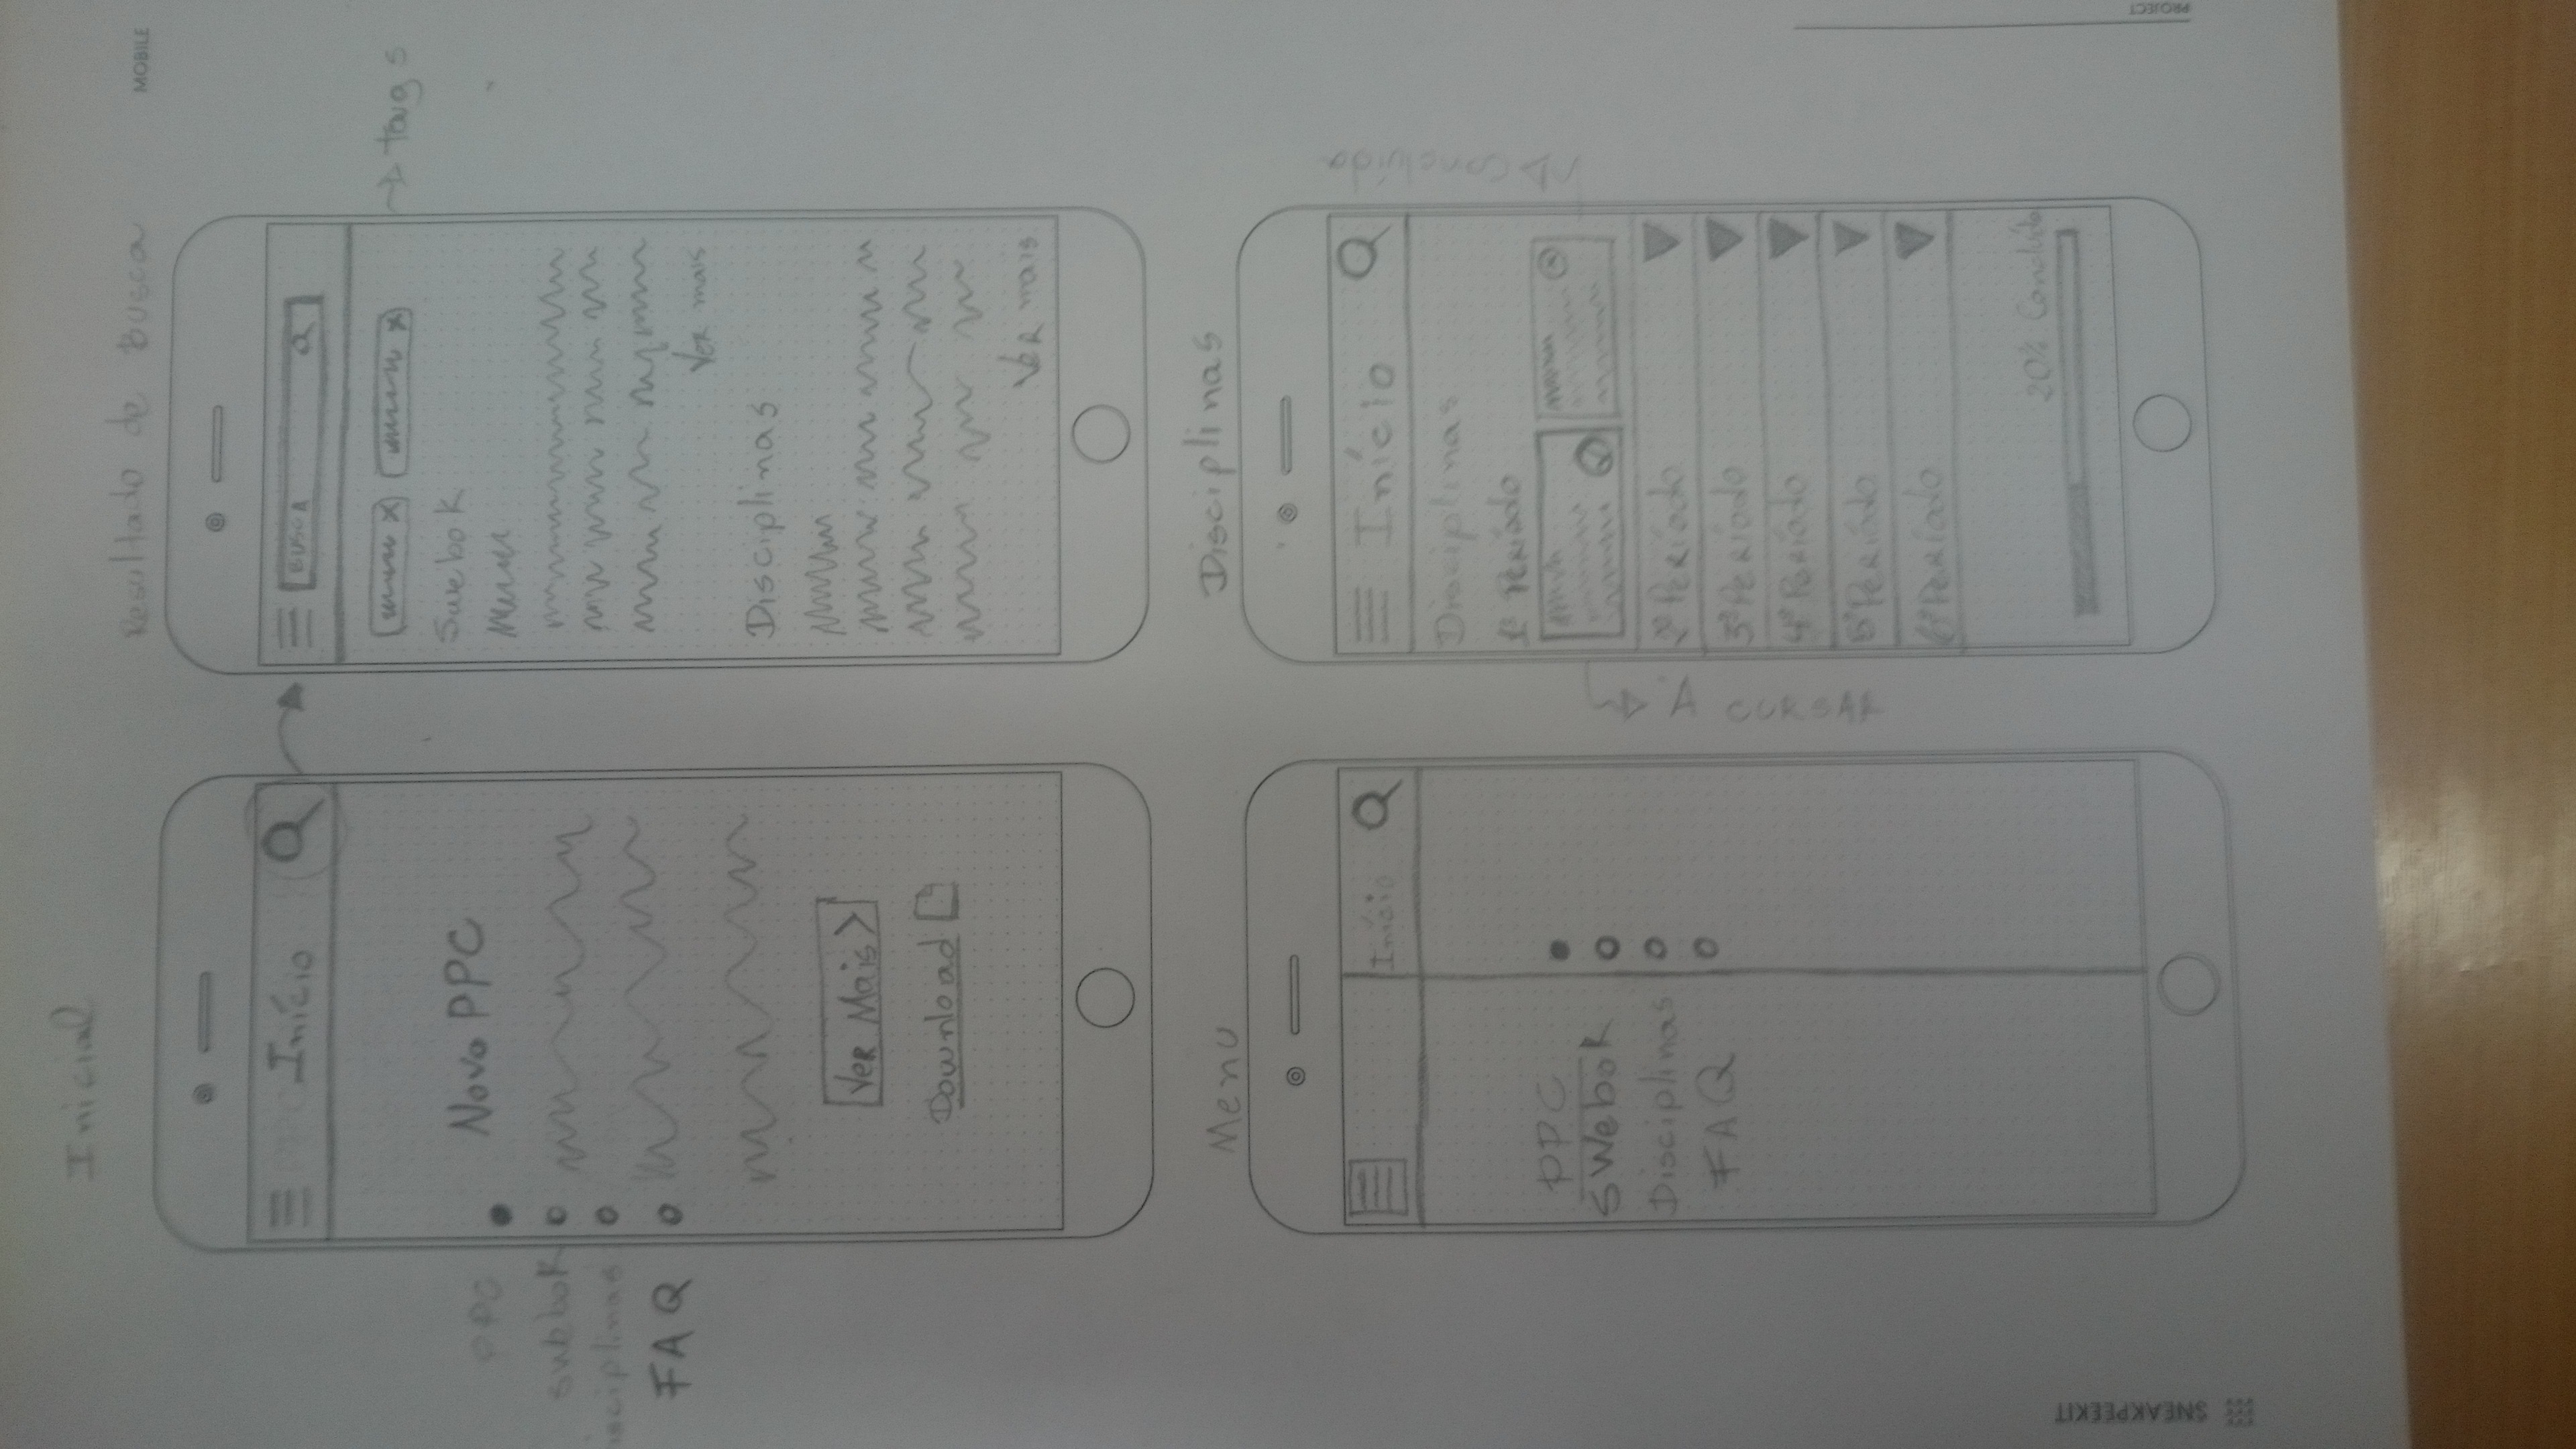 Inicial
Início
PPC
Swebok
isciplinas
FAQ
Novo PPC
Ver Mais >
Download
Resultado de Busca
MOBILE
BUSCA
tags
Swebok
Ver mais
Disciplinas
Ver mais
Menu
Início
PPC
SWebok
Disciplinas
FAQ
Disciplinas
Início
Disciplinas
1º Período
2º Período
3º Período
4º Período
5º Período
6º Período
20% Concluído
A CURSAR
SNEAKPEEKIT
PROJECT